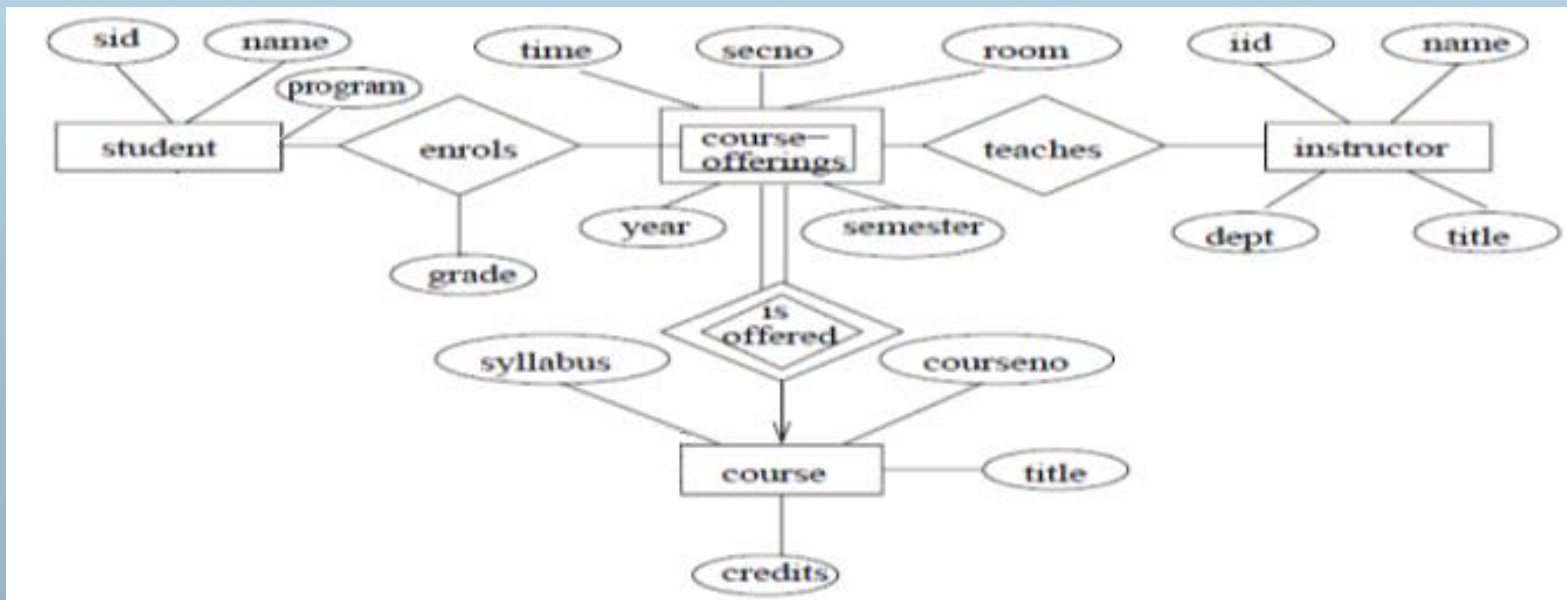 sid
name
program
time
secno
room
iid
name
student
enrols
course-
offerings
teaches
instructor
grade
year
semester
dept
title
is
offered
syllabus
courseno
course
title
credits